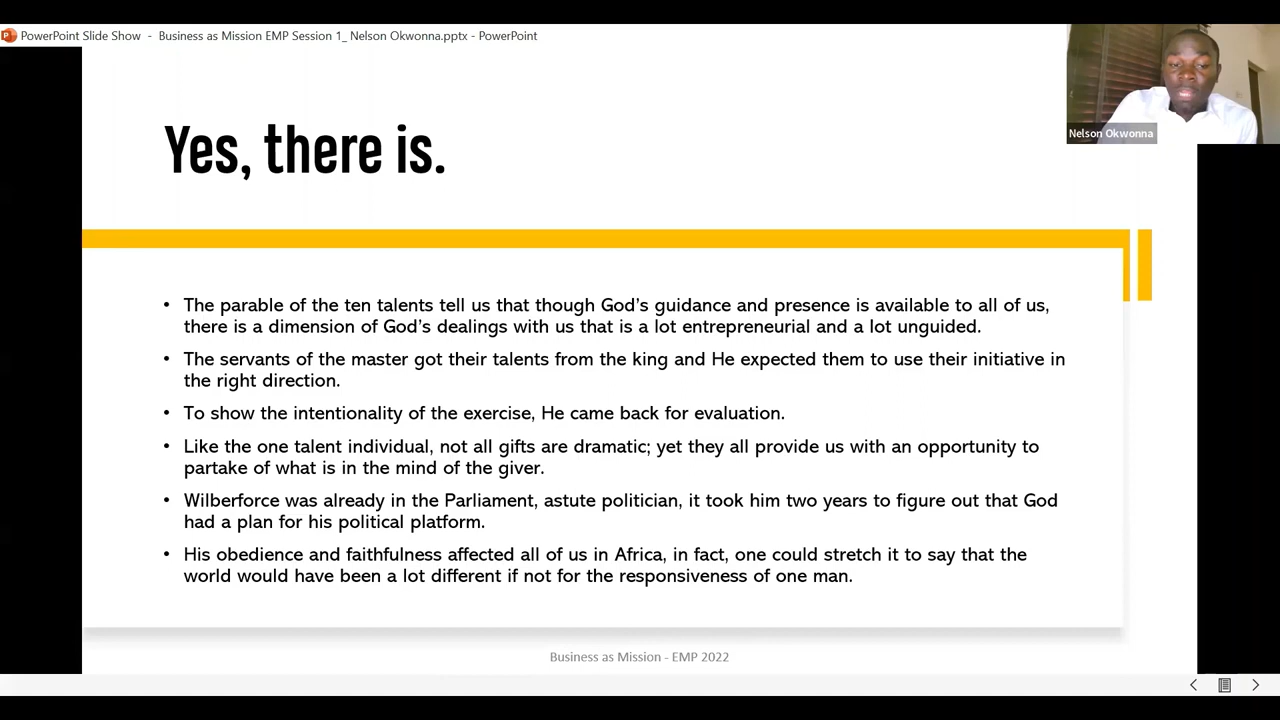 PowerPoint Slide Show - Business as Mission EMP Session 1_ Nelson Okwonna.pptx - PowerPoint
Nelson Okwonna
Yes, there is.
• The parable of the ten talents tell us that though God's guidance and presence is available to all of us,
there is a dimension of God's dealings with us that is a lot entrepreneurial and a lot unguided.
• The servants of the master got their talents from the king and He expected them to use their initiative in
the right direction.
• To show the intentionality of the exercise, He came back for evaluation.
• Like the one talent individual, not all gifts are dramatic; yet they all provide us with an opportunity to
partake of what is in the mind of the giver.
• Wilberforce was already in the Parliament, astute politician, it took him two years to figure out that God
had a plan for his political platform.
• His obedience and faithfulness affected all of us in Africa, in fact, one could stretch it to say that the
world would have been a lot different if not for the responsiveness of one man.
Business as Mission - EMP 2022